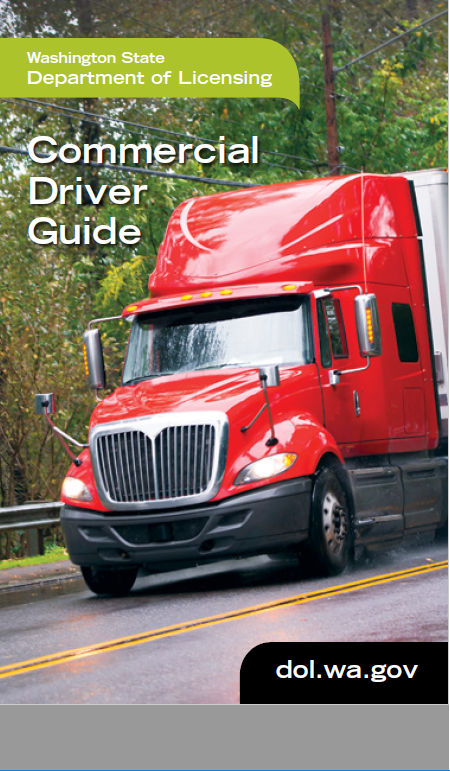 Washington State
Department of Licensing
Commercial
Driver
Guide
dol.wa.gov